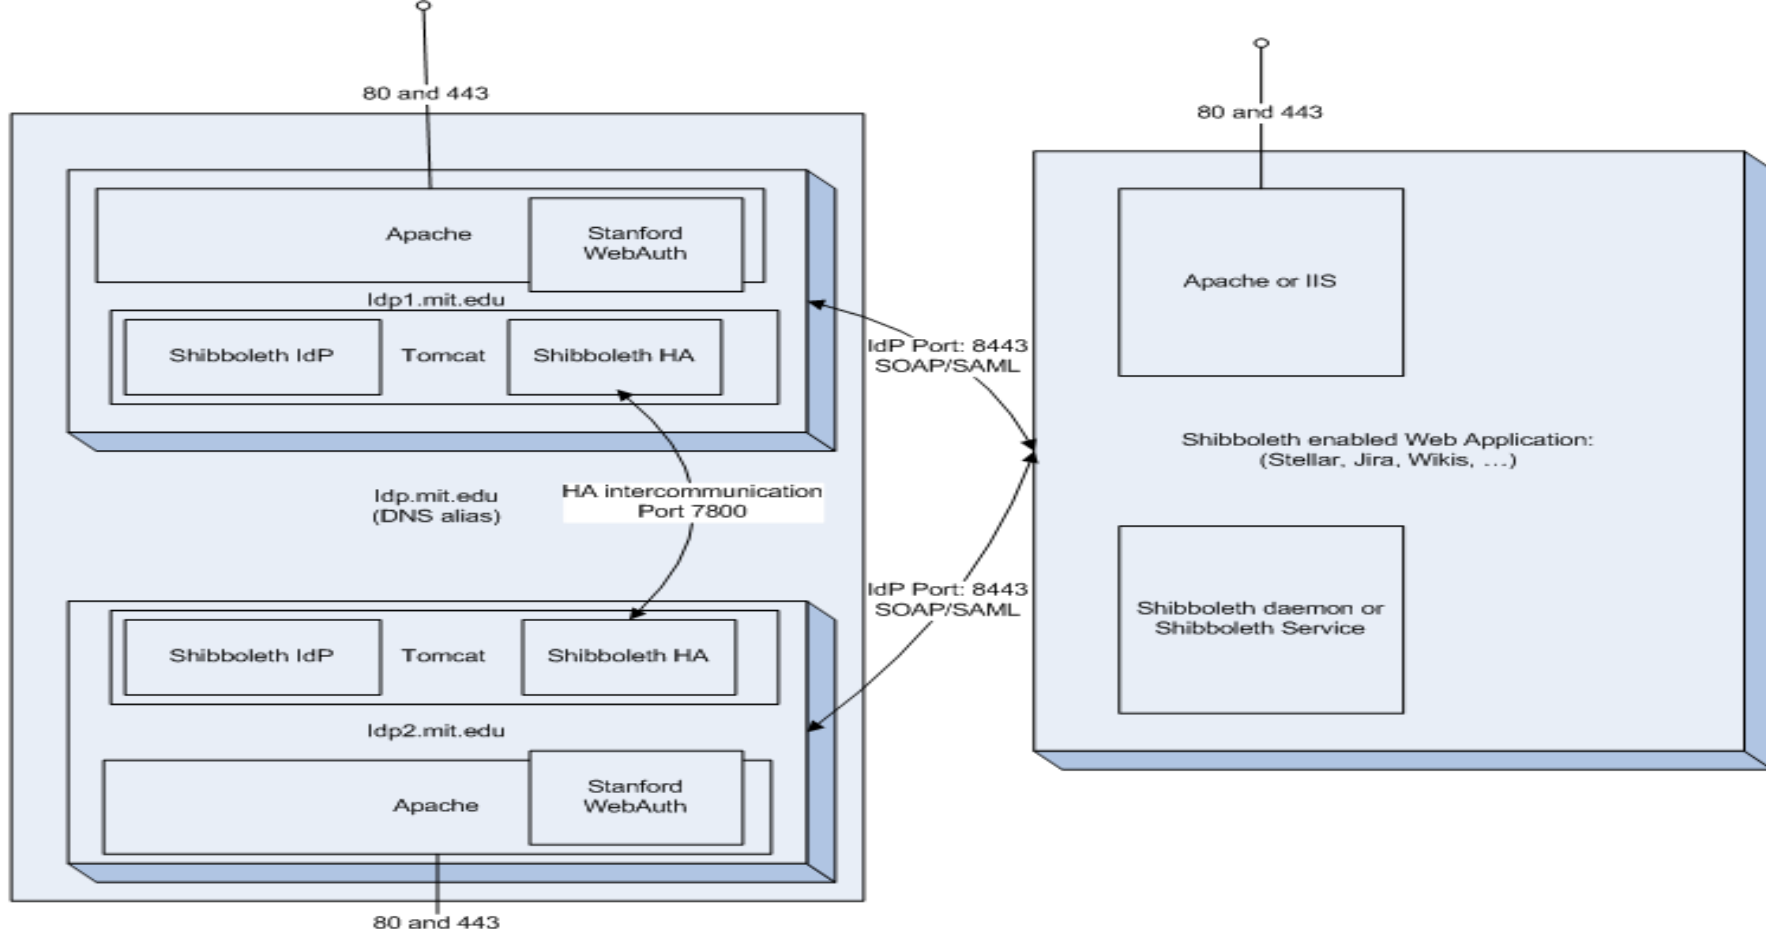 80 and 443
Apache
Stanford
WebAuth
Idp1.mit.edu
Shibboleth IdP
Tomcat
Shibboleth HA
Idp.mit.edu
(DNS alias)
HA intercommunication
Port 7800
Shibboleth IdP
Tomcat
Shibboleth HA
Idp2.mit.edu
Apache
Stanford
WebAuth
80 and 443
IdP Port: 8443
SOAP/SAML
IdP Port: 8443
SOAP/SAML
80 and 443
Apache or IIS
Shibboleth enabled Web Application:
(Stellar, Jira, Wikis, …)
Shibboleth daemon or
Shibboleth Service